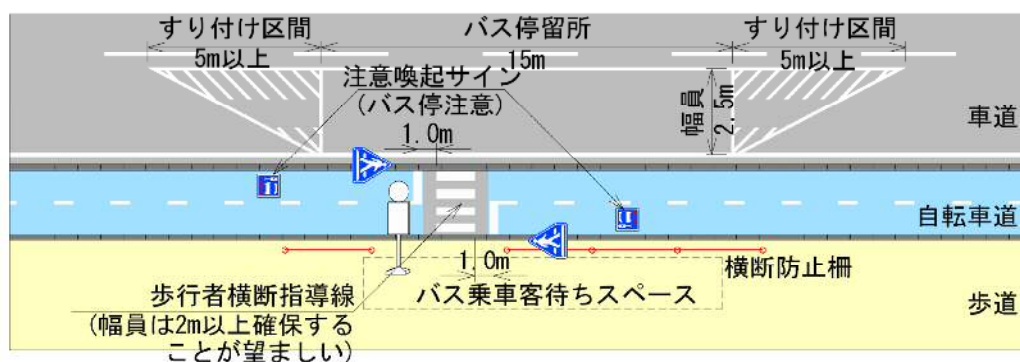 すり付け区間
バス停留所
すり付け区間
5m以上
15m
5m以上
注意喚起サイン
(バス停注意)
幅員
2.5m
車道
1.0m
自転車道
1.0m
横断防止柵
バス乗車客待ちスペース
歩行者横断指導線
(幅員は2m以上確保する
ことが望ましい)
歩道